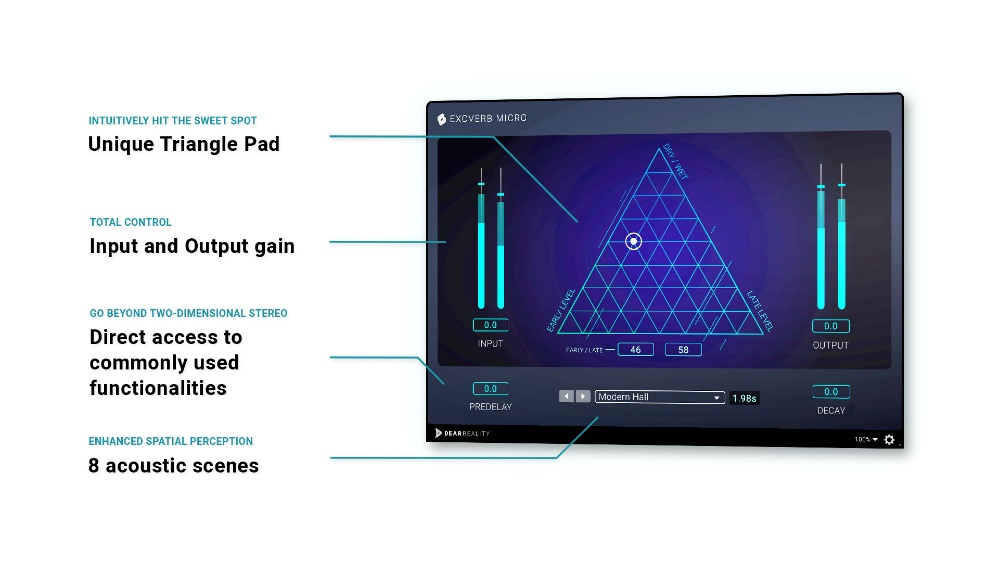 INTUITIVELY HIT THE SWEET SPOT
Unique Triangle Pad
TOTAL CONTROL
Input and Output gain
GO BEYOND TWO-DIMENSIONAL STEREO
Direct access to
commonly used
functionalities
ENHANCED SPATIAL PERCEPTION
8 acoustic scenes
EXCVERB MICRO
DRY / WET
EARLY LEVEL
LATE LEVEL
0.0
INPUT
EARLY / LATE
46
58
0.0
OUTPUT
0.0
PREDELAY
Modern Hall
1.98s
0.0
DECAY
DEARREALITY
100%